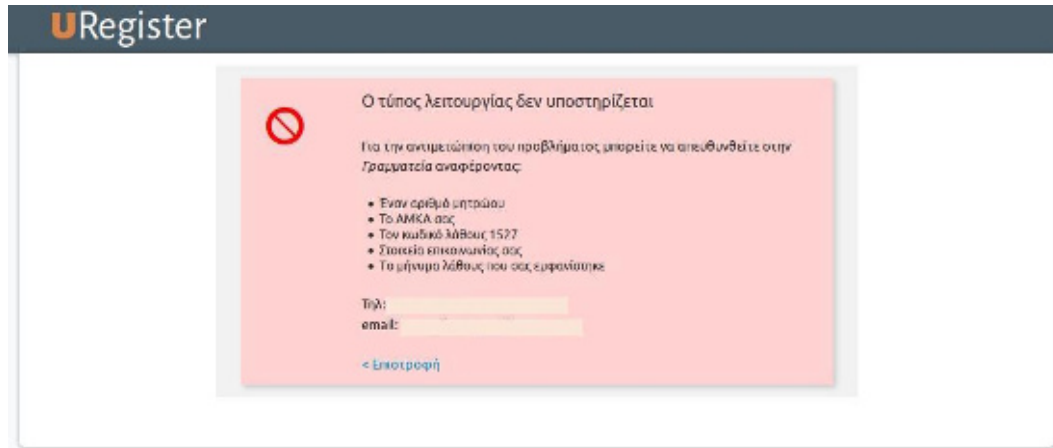 URegister
Ο τύπος λειτουργίας δεν υποστηρίζεται
Για την αντιμετώπιση του προβλήματος μπορείτε να απευθυνθείτε στην
Γραμματεία αναφέροντας:
• Έναν αριθμό μητρώου
• Το ΑΜΚΑ σας
• Τον κωδικό λάθους 1527
• Στοιχεία επικοινωνίας σας
• Το μήνυμα λάθους που σας εμφανίστηκε
Τηλ:
email:
< Επιστροφή